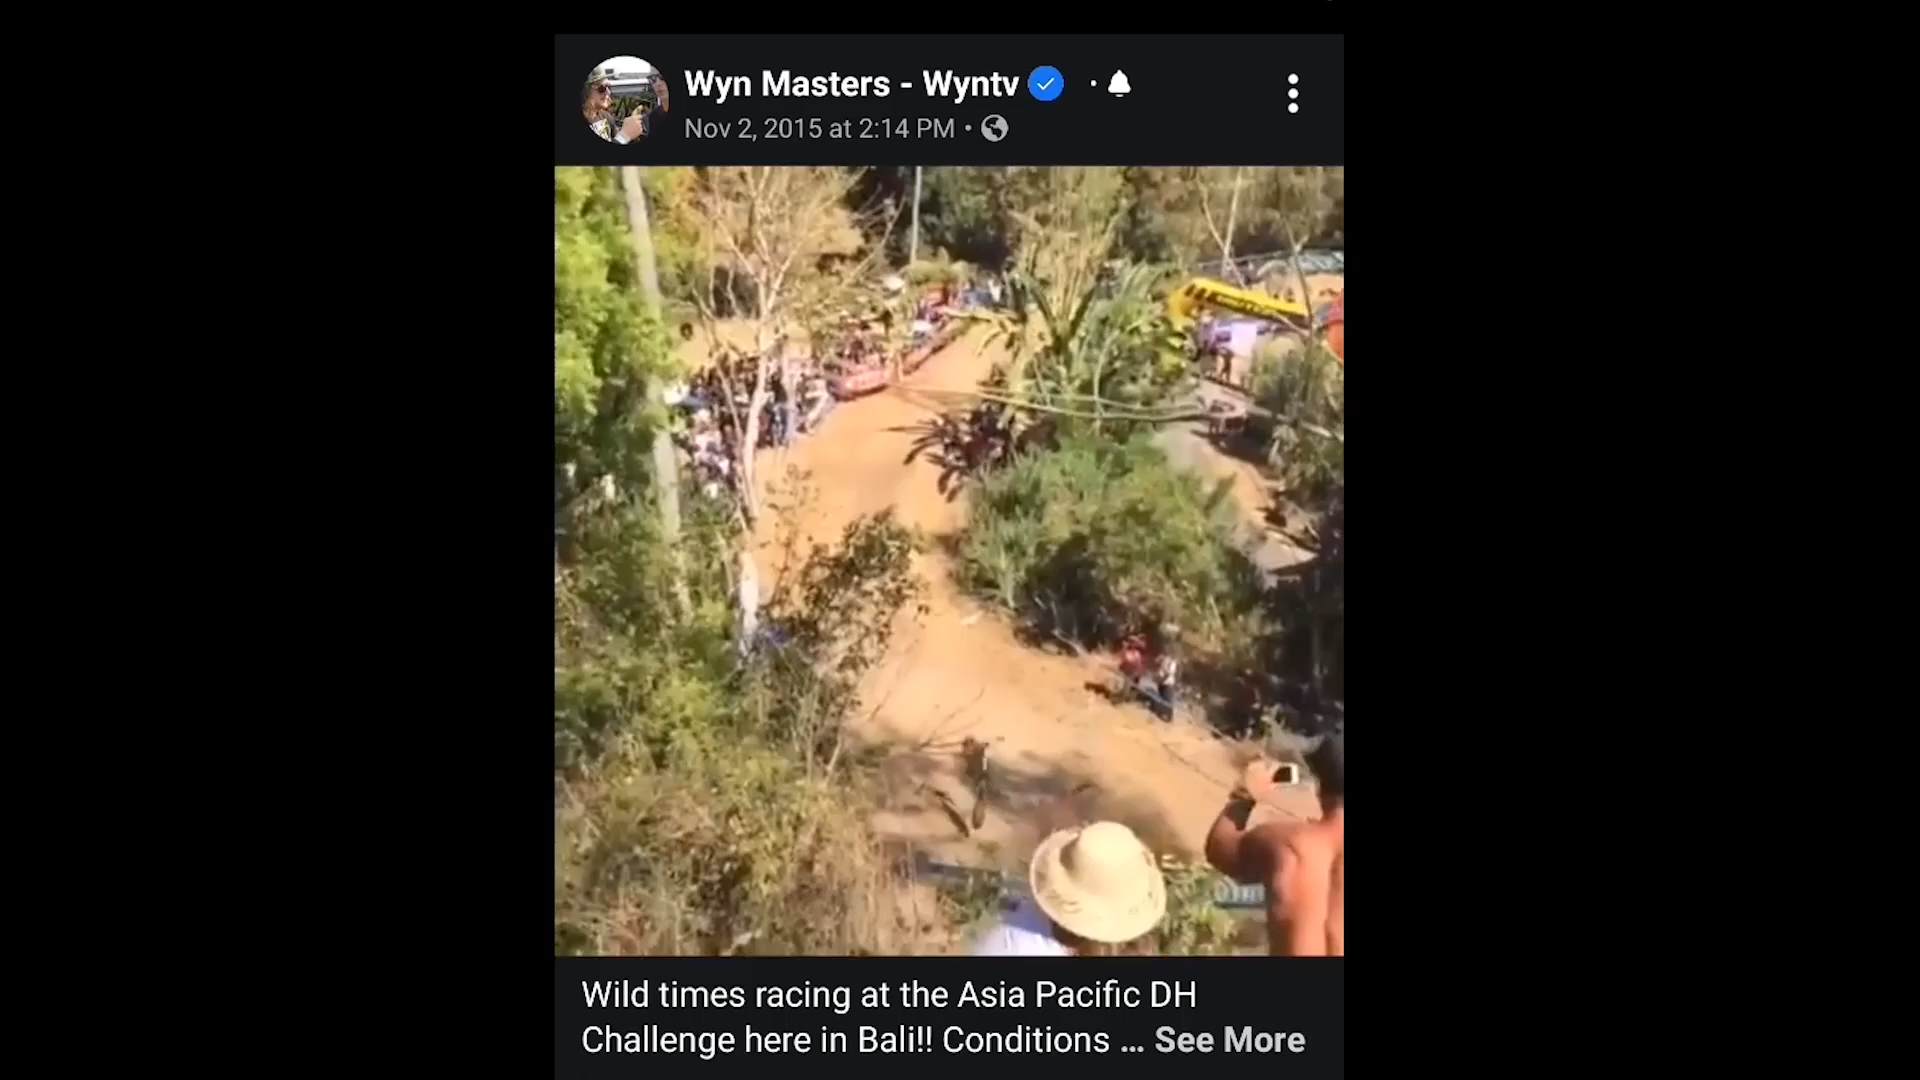 Wyn Masters - Wyntv
Nov 2, 2015 at 2:14 PM
Wild times racing at the Asia Pacific DH
Challenge here in Bali!! Conditions ... See More